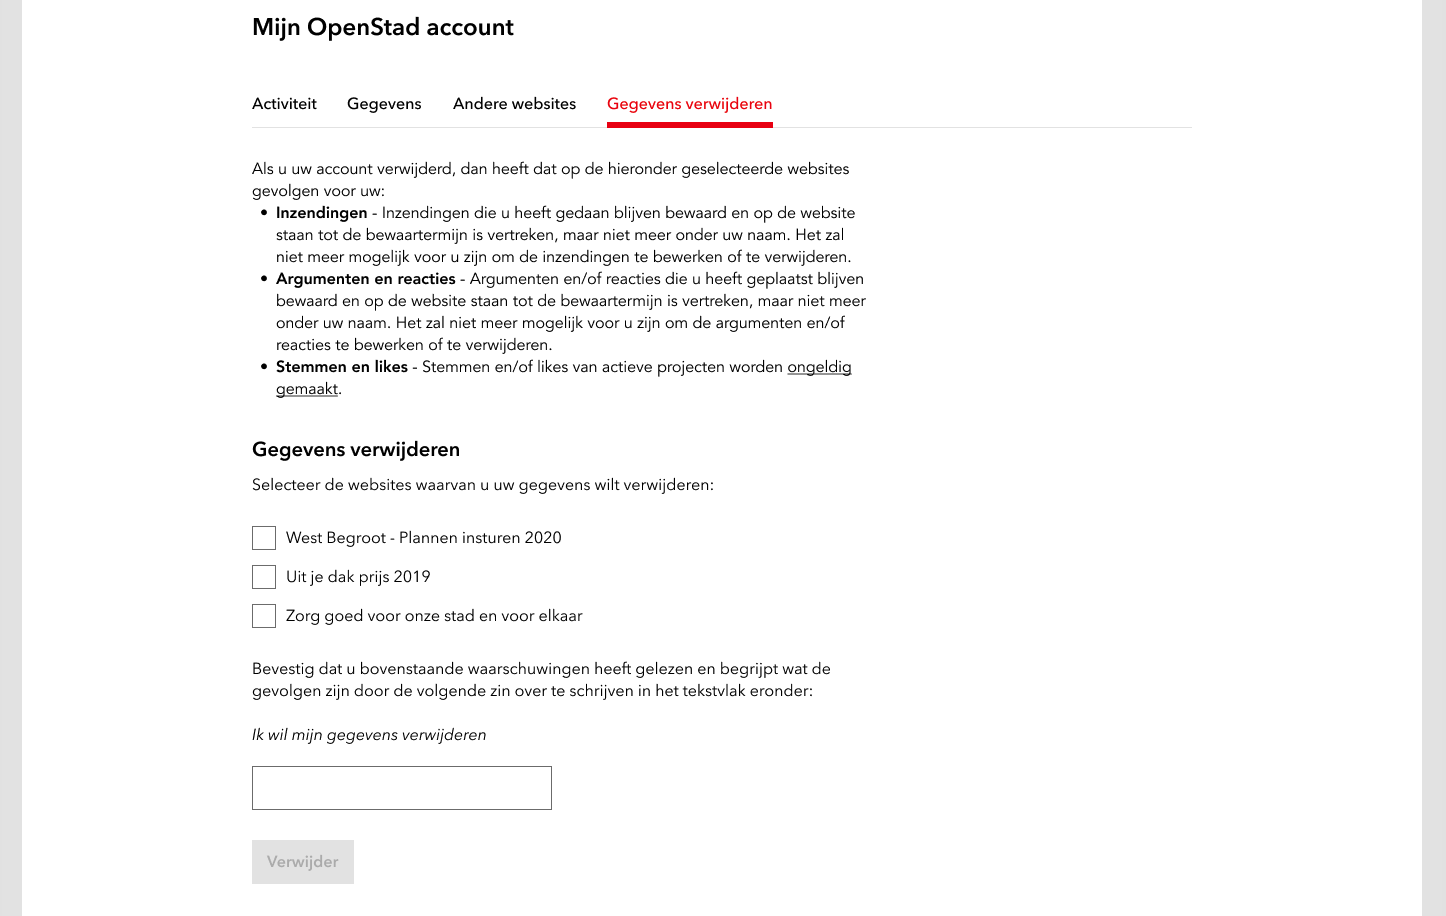 Mijn OpenStad account
Activiteit Gegevens Andere websites Gegevens verwijderen
Als u uw account verwijderd, dan heeft dat op de hieronder geselecteerde websites
gevolgen voor uw:
• Inzendingen - Inzendingen die u heeft gedaan blijven bewaard en op de website
staan tot de bewaartermijn is vertreken, maar niet meer onder uw naam. Het zal
niet meer mogelijk voor u zijn om de inzendingen te bewerken of te verwijderen.
• Argumenten en reacties - Argumenten en/of reacties die u heeft geplaatst blijven
bewaard en op de website staan tot de bewaartermijn is vertreken, maar niet meer
onder uw naam. Het zal niet meer mogelijk voor u zijn om de argumenten en/of
reacties te bewerken of te verwijderen.
• Stemmen en likes - Stemmen en/of likes van actieve projecten worden ongeldig
gemaakt.
Gegevens verwijderen
Selecteer de websites waarvan u uw gegevens wilt verwijderen:
West Begroot - Plannen insturen 2020
Uit je dak prijs 2019
Zorg goed voor onze stad en voor elkaar
Bevestig dat u bovenstaande waarschuwingen heeft gelezen en begrijpt wat de
gevolgen zijn door de volgende zin over te schrijven in het tekstvlak eronder:
Ik wil mijn gegevens verwijderen
Verwijder